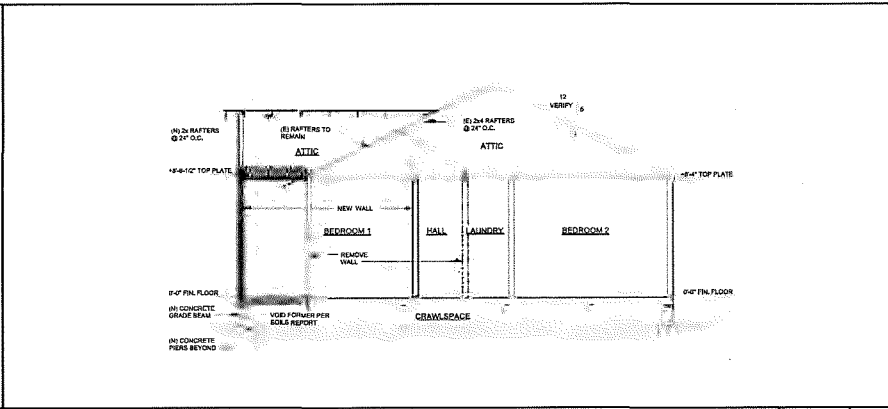 12
VERIFY
6
(N) 2x RAFTERS
@ 24" O.C.
(E) RAFTERS TO
REMAIN
(E) 2x4 RAFTERS
@ 24" O.C.
ATTIC
ATTIC
TOP PLATE
+8'-4" TOP PLATE
NEW WALL
BEDROOM 1
HALL
LAUNDRY
BEDROOM 2
REMOVE
WALL
0'-0" FIN. FLOOR
0'-0" FIN. FLOOR
(N) CONCRETE
GRADE BEAM
VOID FORMER PER
SOILS REPORT
CRAWLSPACE
(N) CONCRETE
PIERS BEYOND